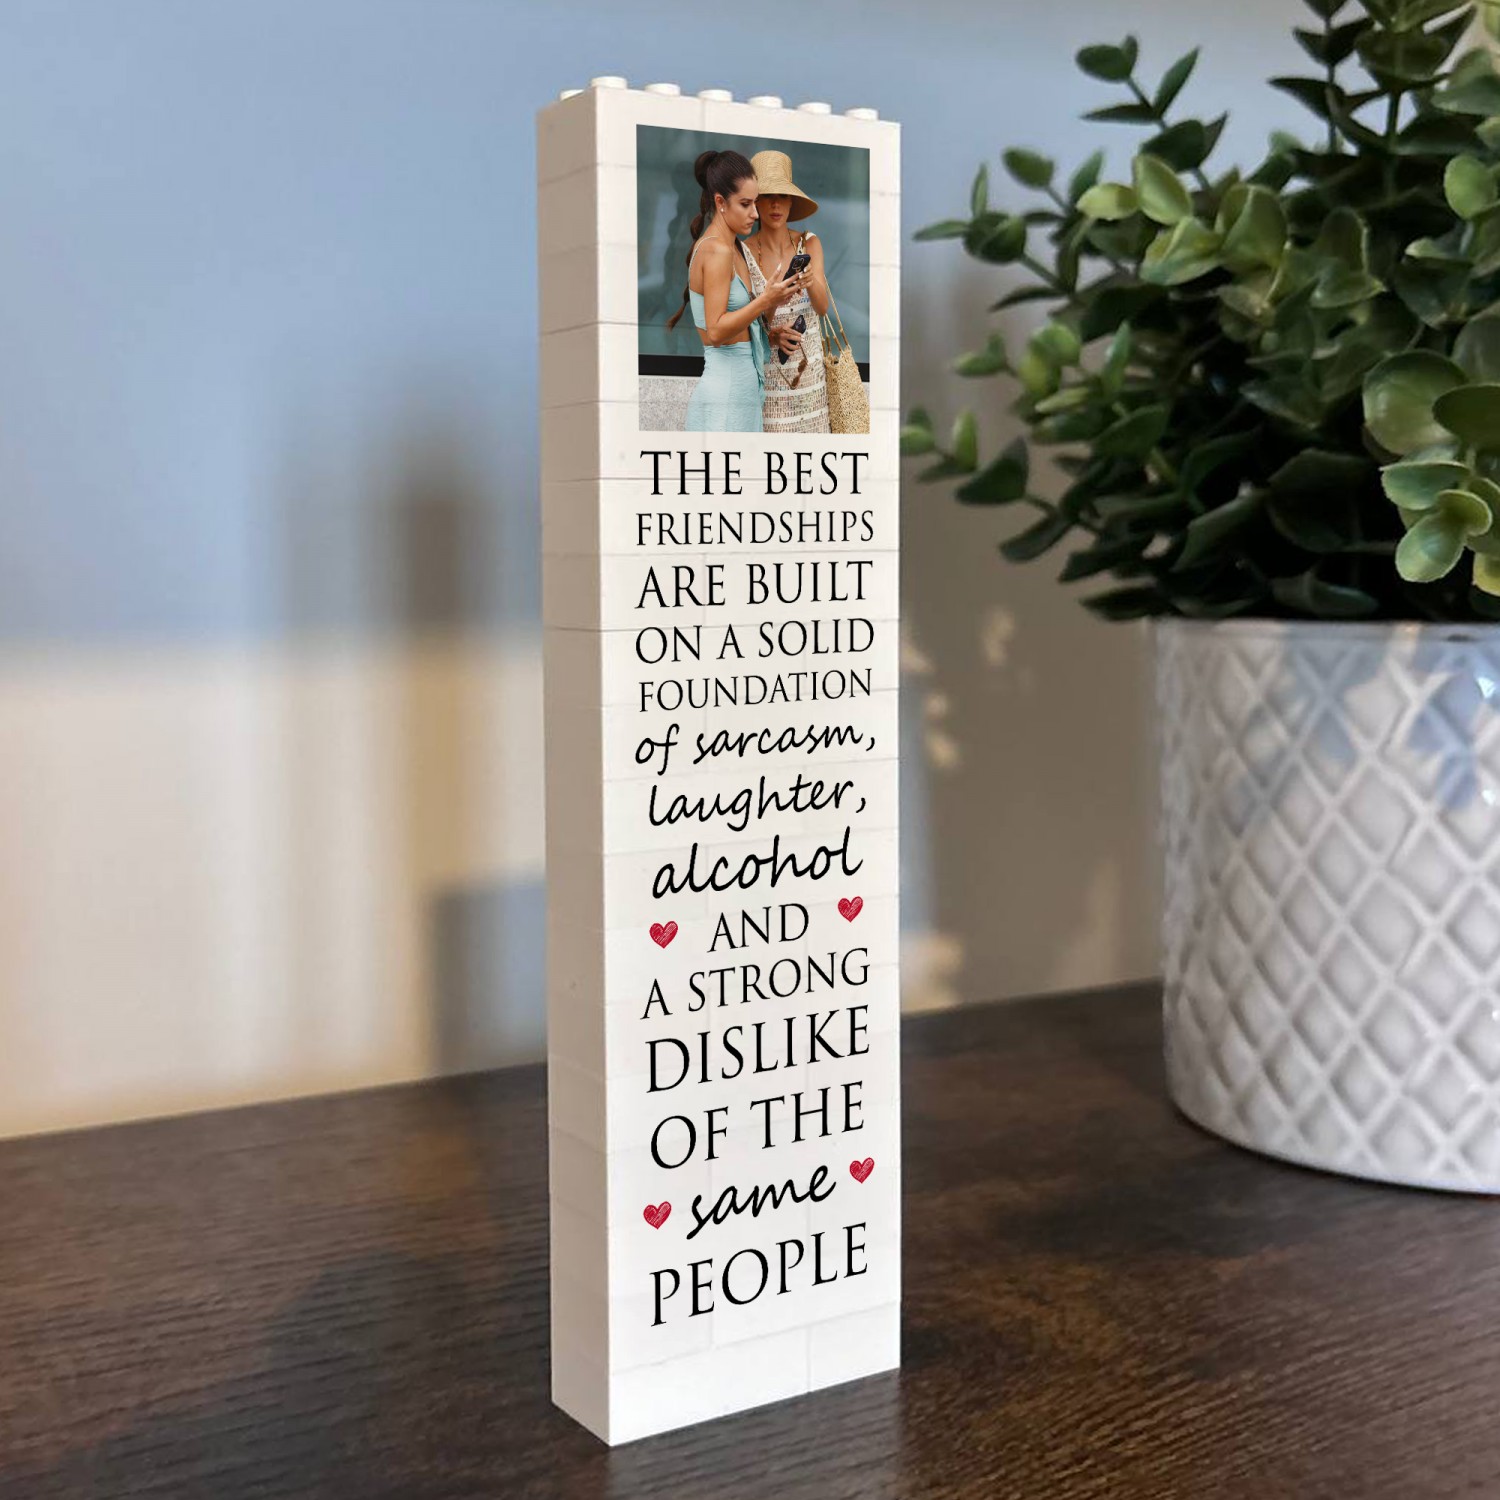 THE BEST
FRIENDSHIPS
ARE BUILT
ON A SOLID
FOUNDATION
of sarcasm,
laughter,
alcohol
AND
A STRONG
DISLIKE
OF THE
same
PEOPLE